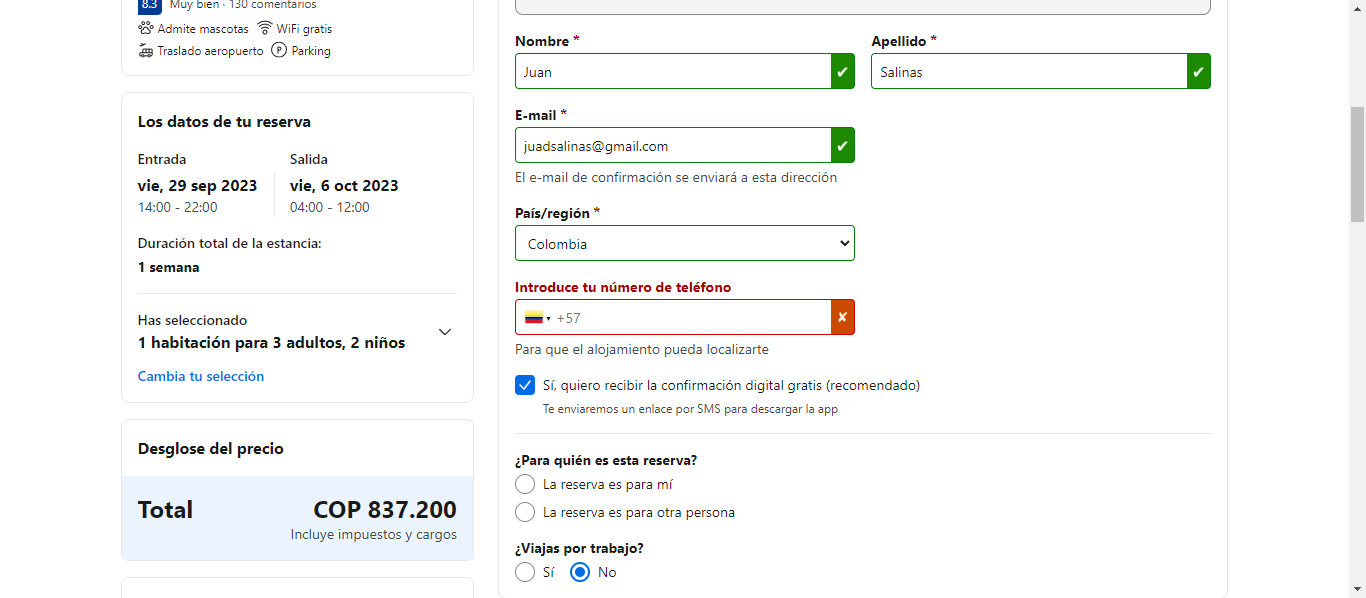 8.3 Muy bien · 130 comentarios
Admite mascotas WiFi gratis
Traslado aeropuerto P Parking
Los datos de tu reserva
Entrada
vie, 29 sep 2023
14:00 - 22:00
Salida
vie, 6 oct 2023
04:00 - 12:00
Duración total de la estancia:
1 semana
Has seleccionado
1 habitación para 3 adultos, 2 niños
Cambia tu selección
Desglose del precio
Total COP 837.200
Incluye impuestos y cargos
Nombre *
Juan
Apellido *
Salinas
E-mail *
juadsalinas@gmail.com
El e-mail de confirmación se enviará a esta dirección
País/región *
Colombia
Introduce tu número de teléfono
+57
Para que el alojamiento pueda localizarte
Sí, quiero recibir la confirmación digital gratis (recomendado)
Te enviaremos un enlace por SMS para descargar la app
¿Para quién es esta reserva?
La reserva es para mí
La reserva es para otra persona
¿Viajas por trabajo?
Sí No